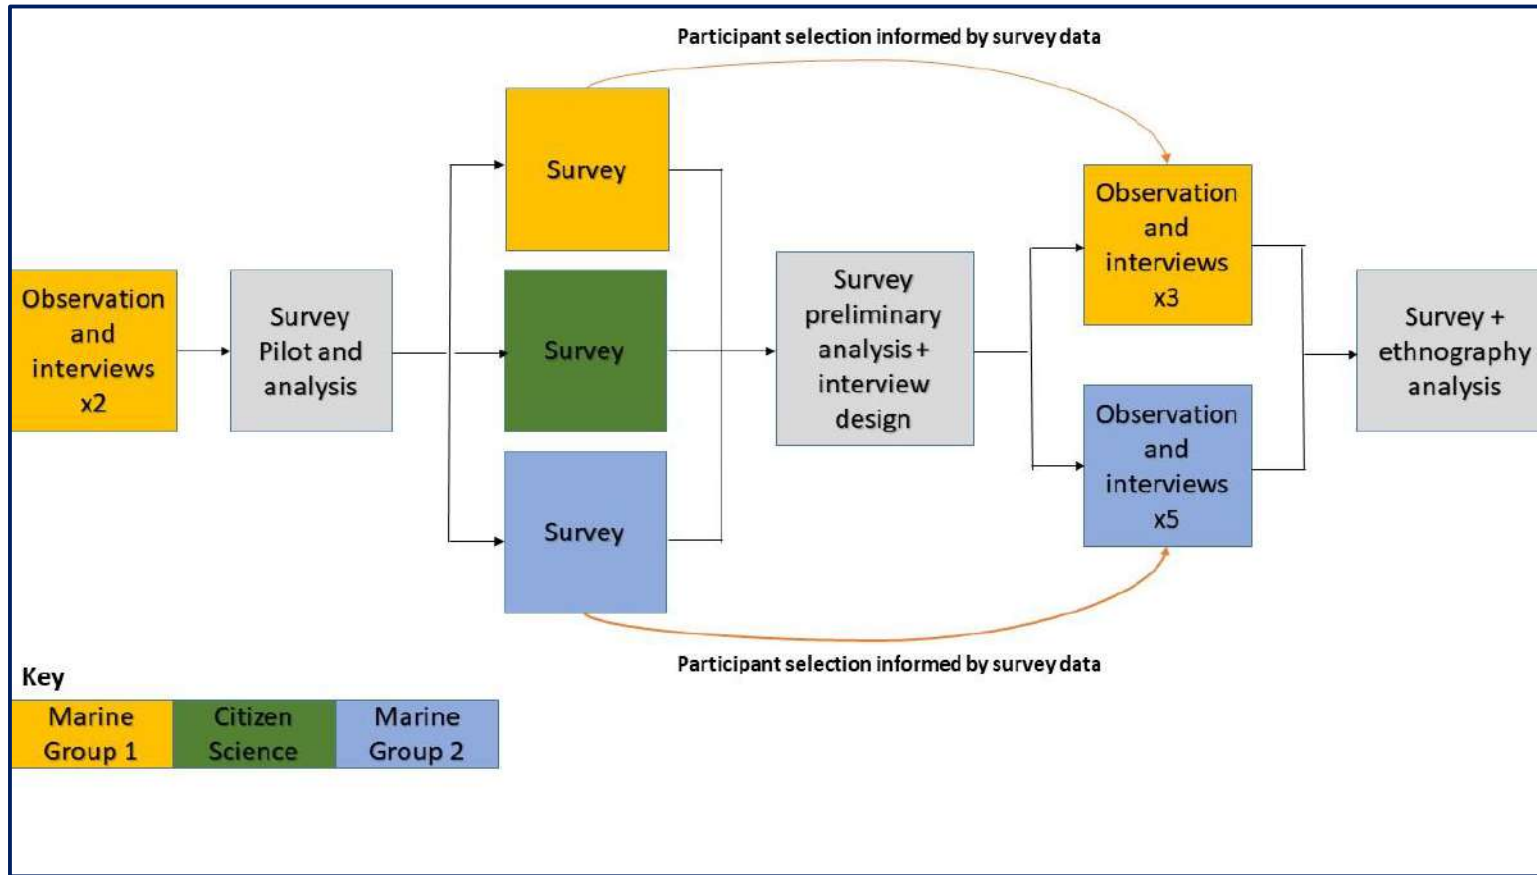 Participant selection informed by survey data
Observation
and
interviews
x2
Survey
Pilot and
analysis
Survey
Survey
Survey
Survey
preliminary
analysis +
interview
design
Observation
and
interviews
x3
Observation
and
interviews
x5
Survey +
ethnography
analysis
Participant selection informed by survey data
Key
Marine
Group 1
Citizen
Science
Marine
Group 2